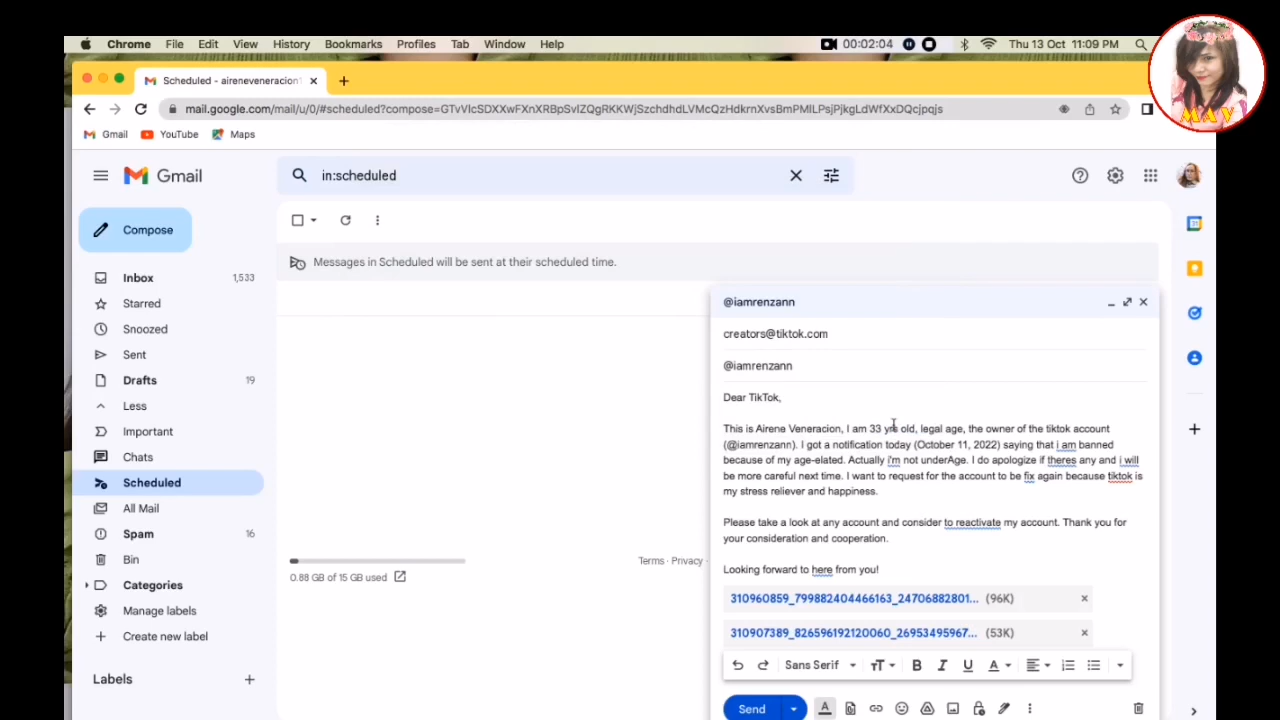 Chrome File Edit View History Bookmarks Profiles Tab Window Help 00:02:04 Thu 13 Oct 11:09 PM
Scheduled - aireneveneracion1
mail.google.com/mail/u/0/#scheduled?compose=GTvVlcSDXXwFXnXRBpSvlZQgRKKWjSzchdhdLVMcQzHdkrnXvsBmPMlLPsjPjkgLdWfXxDQcjpqjs
Gmail YouTube Maps
MAY
Gmail
in:scheduled
Compose
Messages in Scheduled will be sent at their scheduled time.
Inbox 1,533
Starred
Snoozed
Sent
Drafts 19
Less
Important
Chats
Scheduled
All Mail
Spam 16
Bin
Categories
Manage labels
Create new label
Labels
0.88 GB of 15 GB used
Terms · Privacy ·
@iamrenzann
creators@tiktok.com
@iamrenzann
Dear TikTok,
This is Airene Veneracion, I am 33 yrs old, legal age, the owner of the tiktok account
(@iamrenzann). I got a notification today (October 11, 2022) saying that i am banned
because of my age-elated. Actually i'm not underAge. I do apologize if theres any and i will
be more careful next time. I want to request for the account to be fix again because tiktok is
my stress reliever and happiness.
Please take a look at any account and consider to reactivate my account. Thank you for
your consideration and cooperation.
Looking forward to here from you!
310960859_799882404466163_24706882801... (96K)
310907389_826596192120060_26953495967... (53K)
Sans Serif
Send